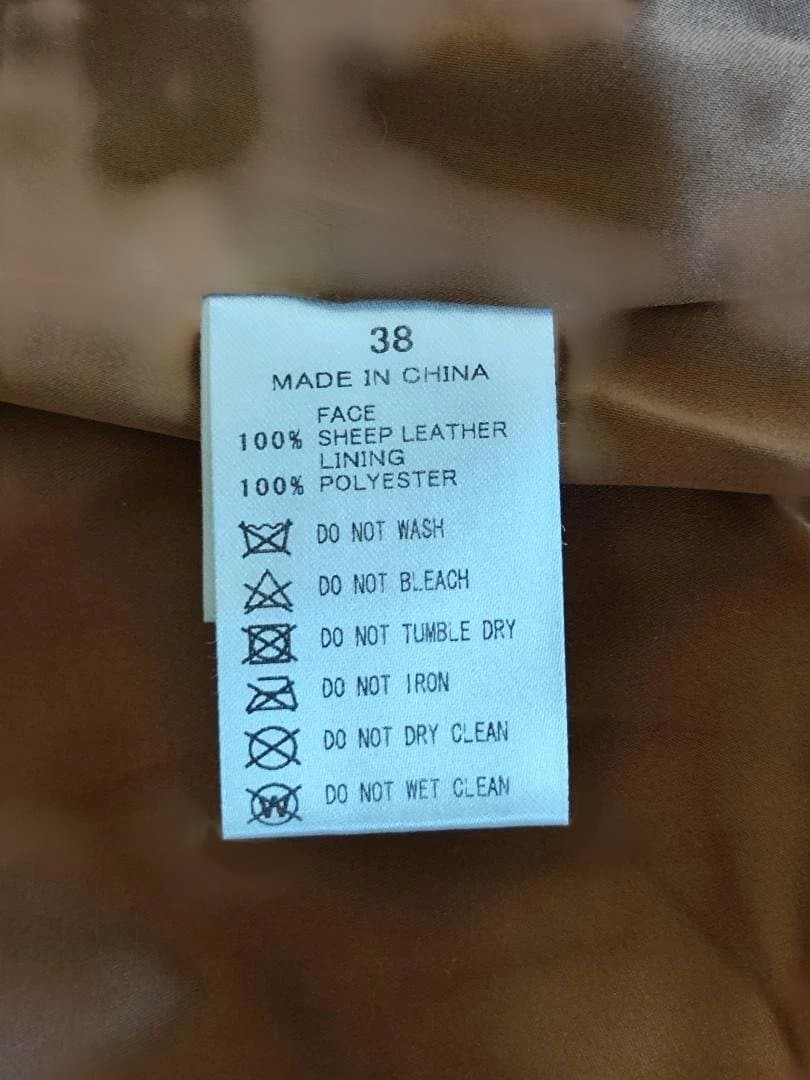 38
MADE IN CHINA
FACE
100% SHEEP LEATHER
LINING
100% POLYESTER
DO NOT WASH
DO NOT BLEACH
DO NOT TUMBLE DRY
DO NOT IRON
DO NOT DRY CLEAN
W DO NOT WET CLEAN